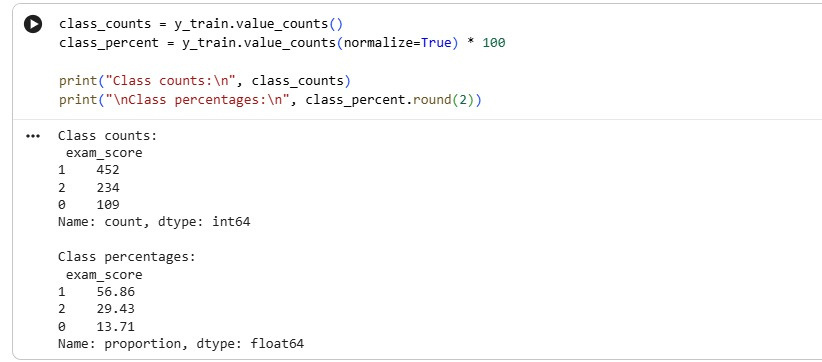 class_counts = y_train.value_counts()
class_percent = y_train.value_counts(normalize=True) * 100
print("Class counts:\n", class_counts)
print("\nClass percentages:\n", class_percent.round(2))
Class counts:
exam_score
1 452
2 234
0 109
Name: count, dtype: int64
Class percentages:
exam_score
1 56.86
2 29.43
0 13.71
Name: proportion, dtype: float64